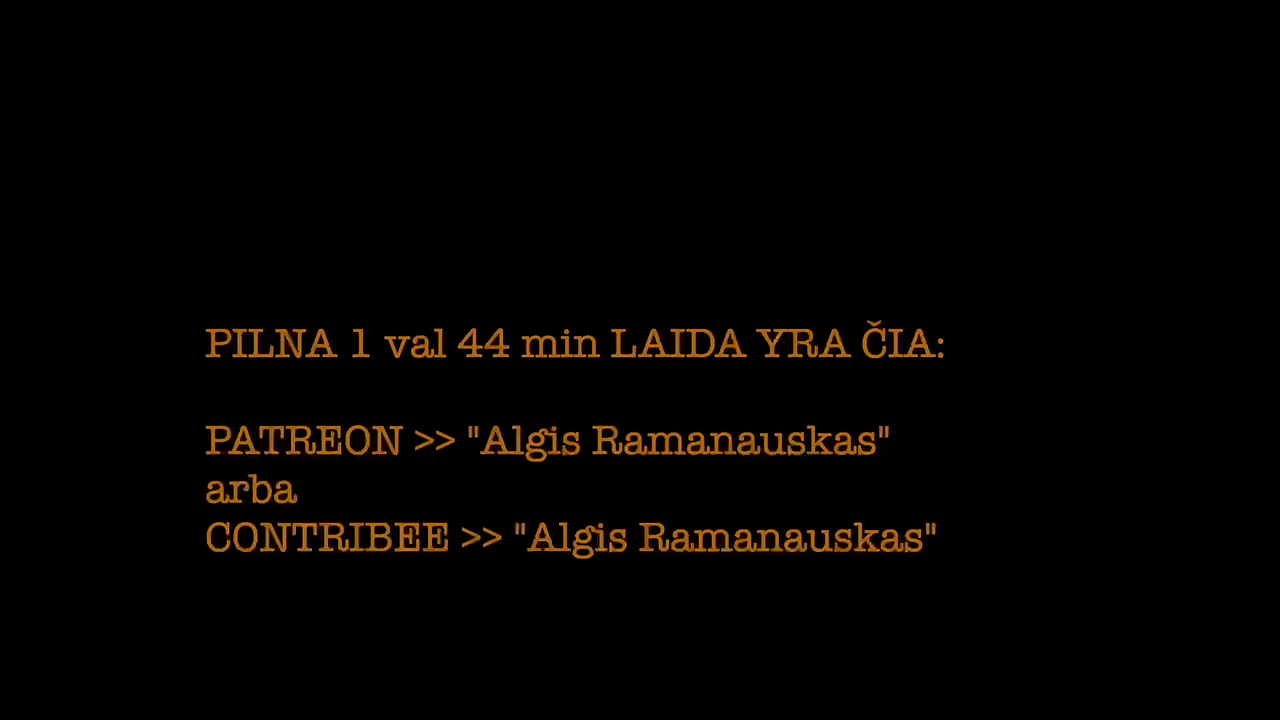 PILNA 1 val 44 min LAIDA YRA ČIA:
PATREON >> "Algis Ramanauskas"
arba
CONTRIBEE >> "Algis Ramanauskas"